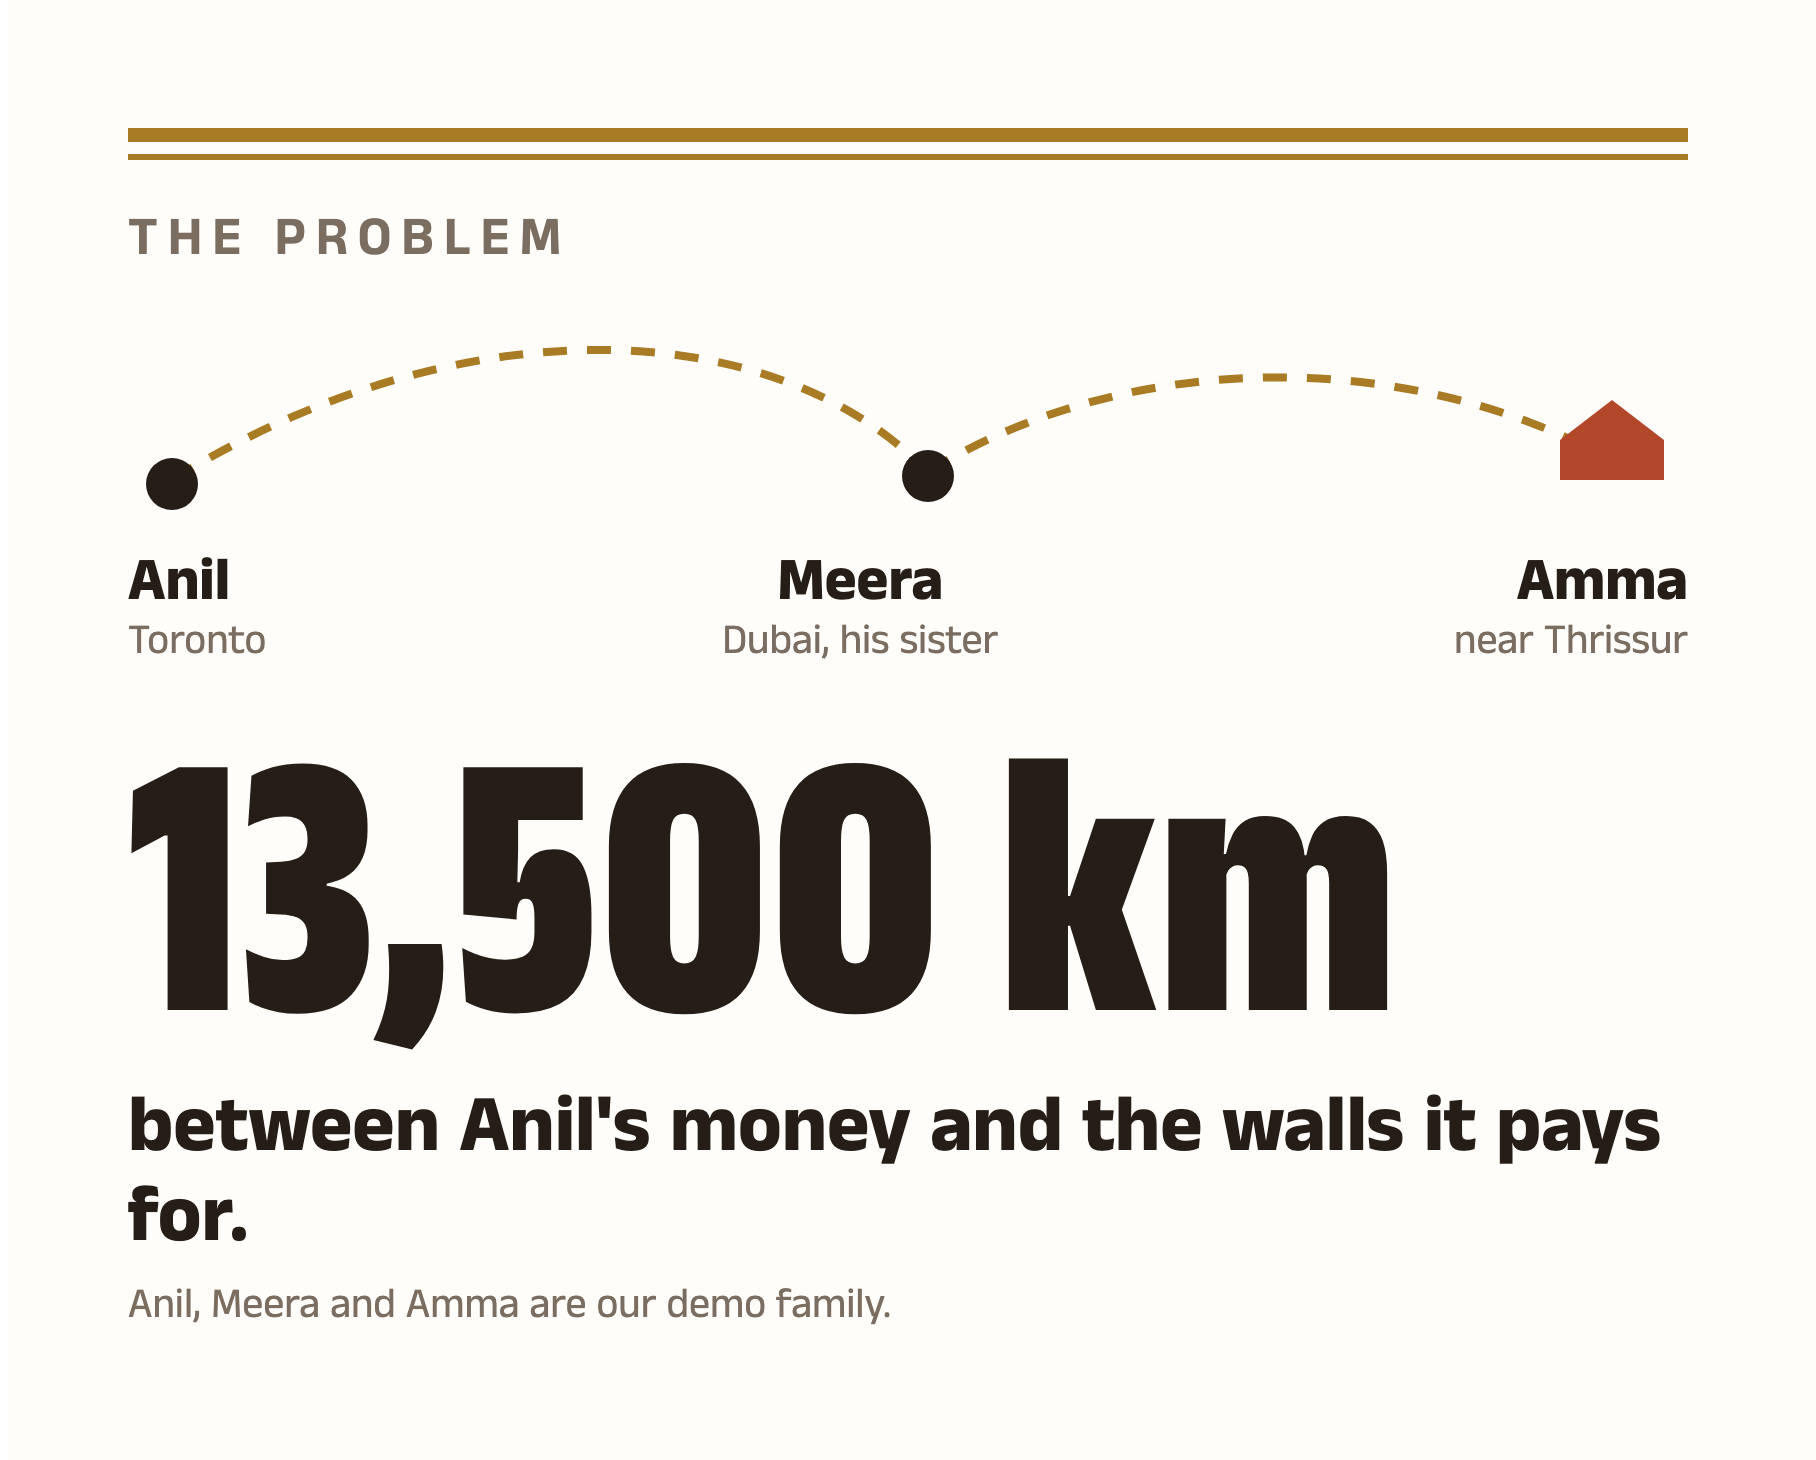 THE PROBLEM
Anil
Toronto
Meera
Dubai, his sister
Amma
near Thrissur
13,500 km
between Anil's money and the walls it pays
for.
Anil, Meera and Amma are our demo family.